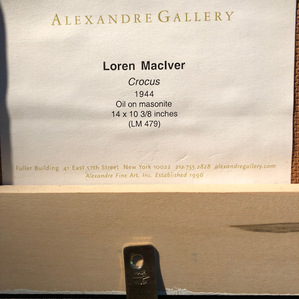 ALEXANDRE GALLERY
Loren MacIver
Crocus
1944
Oil on masonite
14 x 10 3/8 inches
(LM 479)
Fuller Building 41 East 57th Street New York 10022 212.755.2828 alexandregallery.com
Alexandre Fine Art, Inc. Established 1996